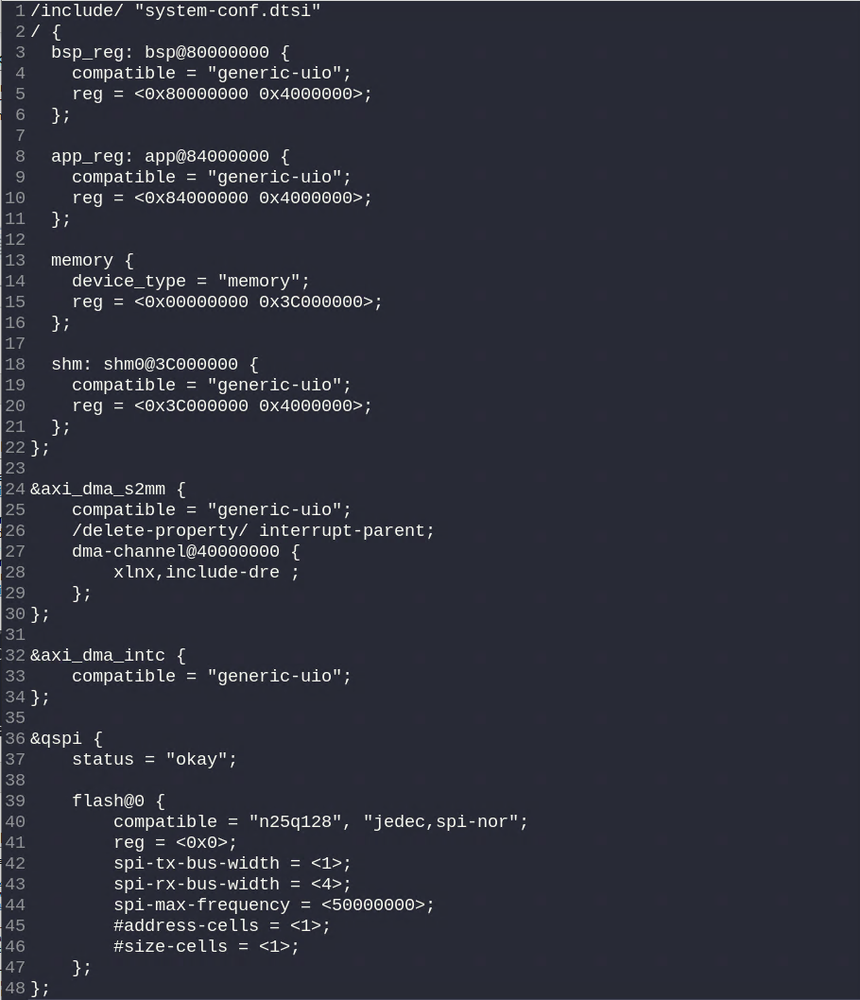 1 /include/ "system-conf.dtsi"
2 / {
3   bsp_reg: bsp@80000000 {
4     compatible = "generic-uio";
5     reg = <0x80000000 0x4000000>;
6   };
7
8   app_reg: app@84000000 {
9     compatible = "generic-uio";
10     reg = <0x84000000 0x4000000>;
11   };
12
13   memory {
14     device_type = "memory";
15     reg = <0x00000000 0x3C000000>;
16   };
17
18   shm: shm0@3C000000 {
19     compatible = "generic-uio";
20     reg = <0x3C000000 0x4000000>;
21   };
22 };
23
24 &axi_dma_s2mm {
25     compatible = "generic-uio";
26     /delete-property/ interrupt-parent;
27     dma-channel@40000000 {
28         xlnx,include-dre ;
29     };
30 };
31
32 &axi_dma_intc {
33     compatible = "generic-uio";
34 };
35
36 &qspi {
37     status = "okay";
38
39     flash@0 {
40         compatible = "n25q128", "jedec,spi-nor";
41         reg = <0x0>;
42         spi-tx-bus-width = <1>;
43         spi-rx-bus-width = <4>;
44         spi-max-frequency = <50000000>;
45         #address-cells = <1>;
46         #size-cells = <1>;
47     };
48 };